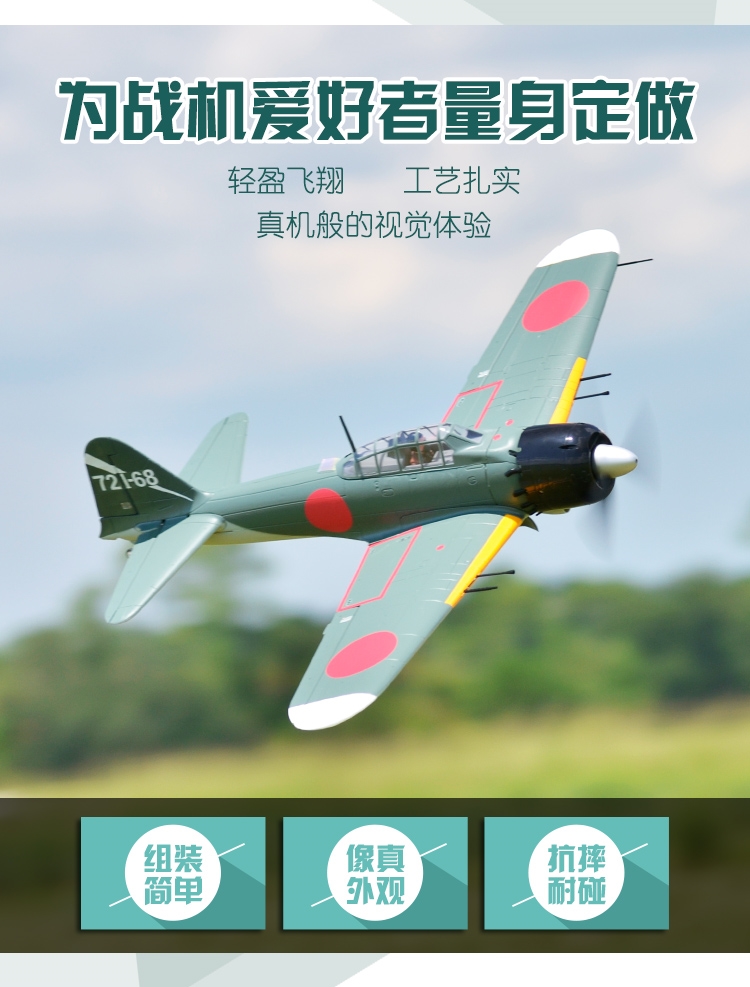 为战机爱好者量身定做
轻盈飞翔 工艺扎实
真机般的视觉体验
721-68
组装
简单
像真
外观
抗摔
耐碰